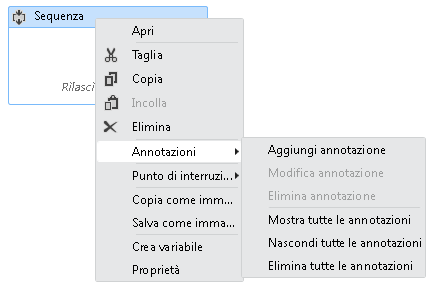 Sequenza
Rilasci
Apri
Taglia
Copia
Incolla
Elimina
Annotazioni
Punto di interruzi...
Copia come imm...
Salva come imma...
Crea variabile
Proprietà
Aggiungi annotazione
Modifica annotazione
Elimina annotazione
Mostra tutte le annotazioni
Nascondi tutte le annotazioni
Elimina tutte le annotazioni